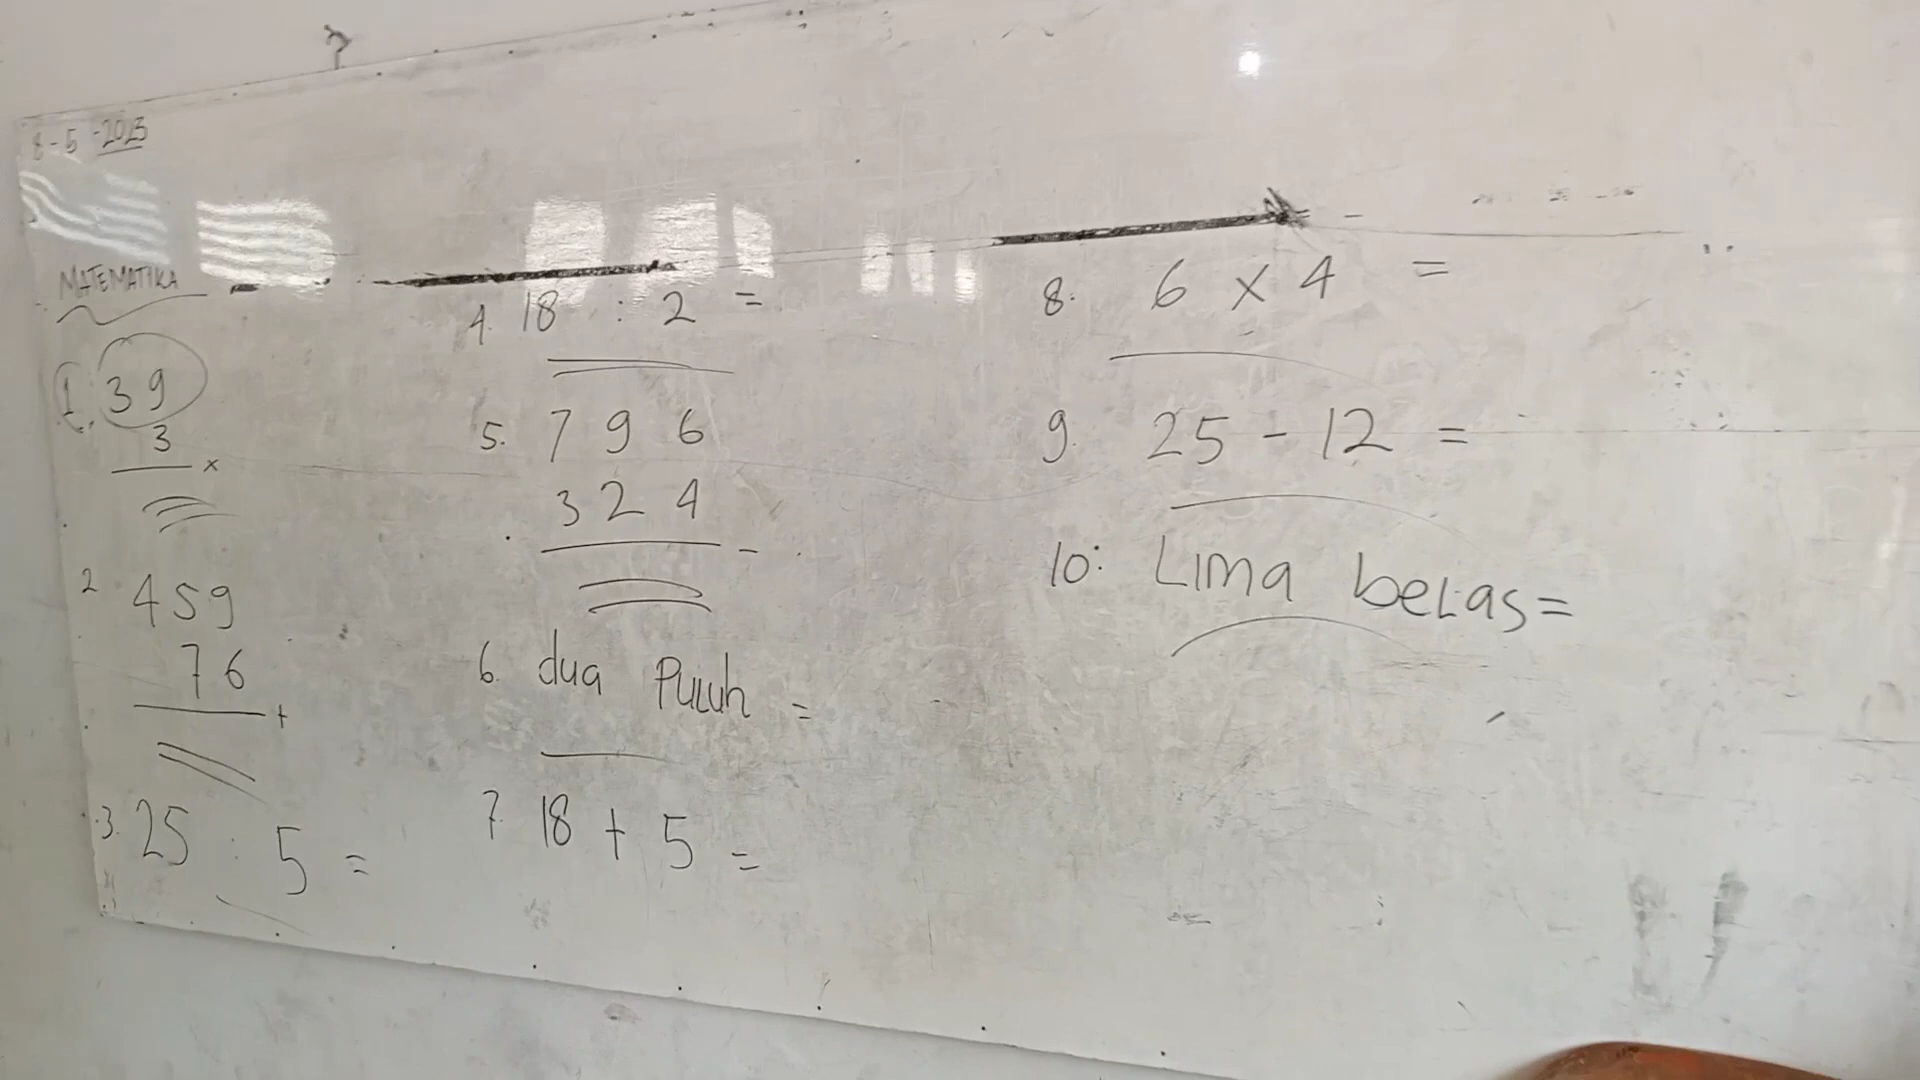 8-5-2023
MATEMATIKA
1. 39
3
x
2 459
76
+
3. 25 : 5 =
4. 18 : 2 =
5. 796
324
-
6. dua Puluh =
7. 18 + 5 =
8. 6 x 4 =
9. 25 - 12 =
10: Lima beLas =